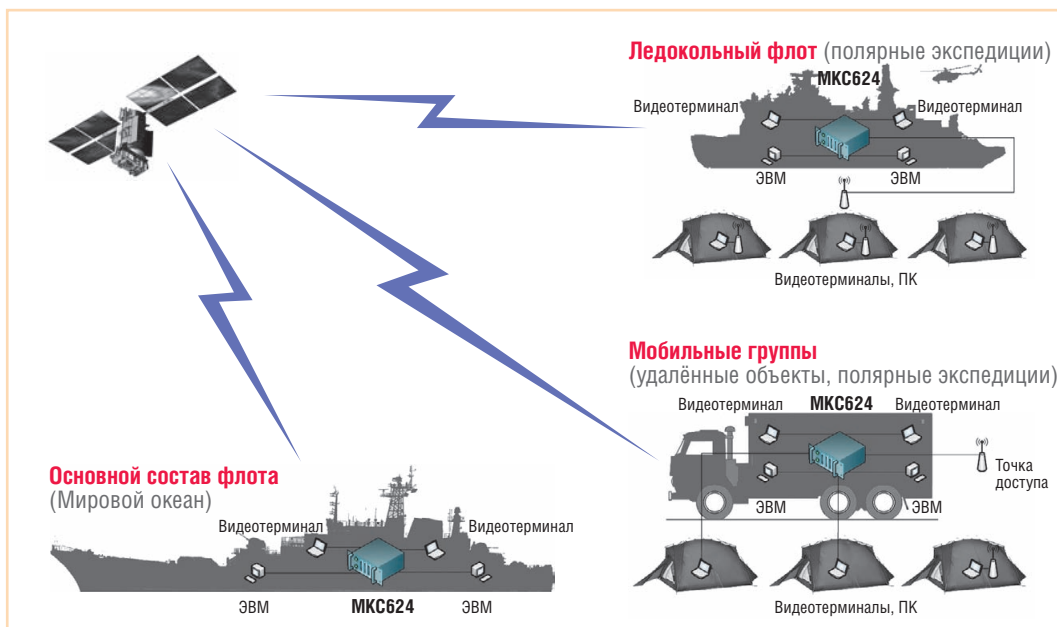 Ледокольный флот (полярные экспедиции)
МКС624
Видеотерминал
Видеотерминал
ЭВМ
ЭВМ
Видеотерминалы, ПК
Мобильные группы
(удалённые объекты, полярные экспедиции)
Видеотерминал
МКС624
Видеотерминал
Точка
доступа
ЭВМ
ЭВМ
Видеотерминалы, ПК
Основной состав флота
(Мировой океан)
Видеотерминал
Видеотерминал
ЭВМ
МКС624
ЭВМ